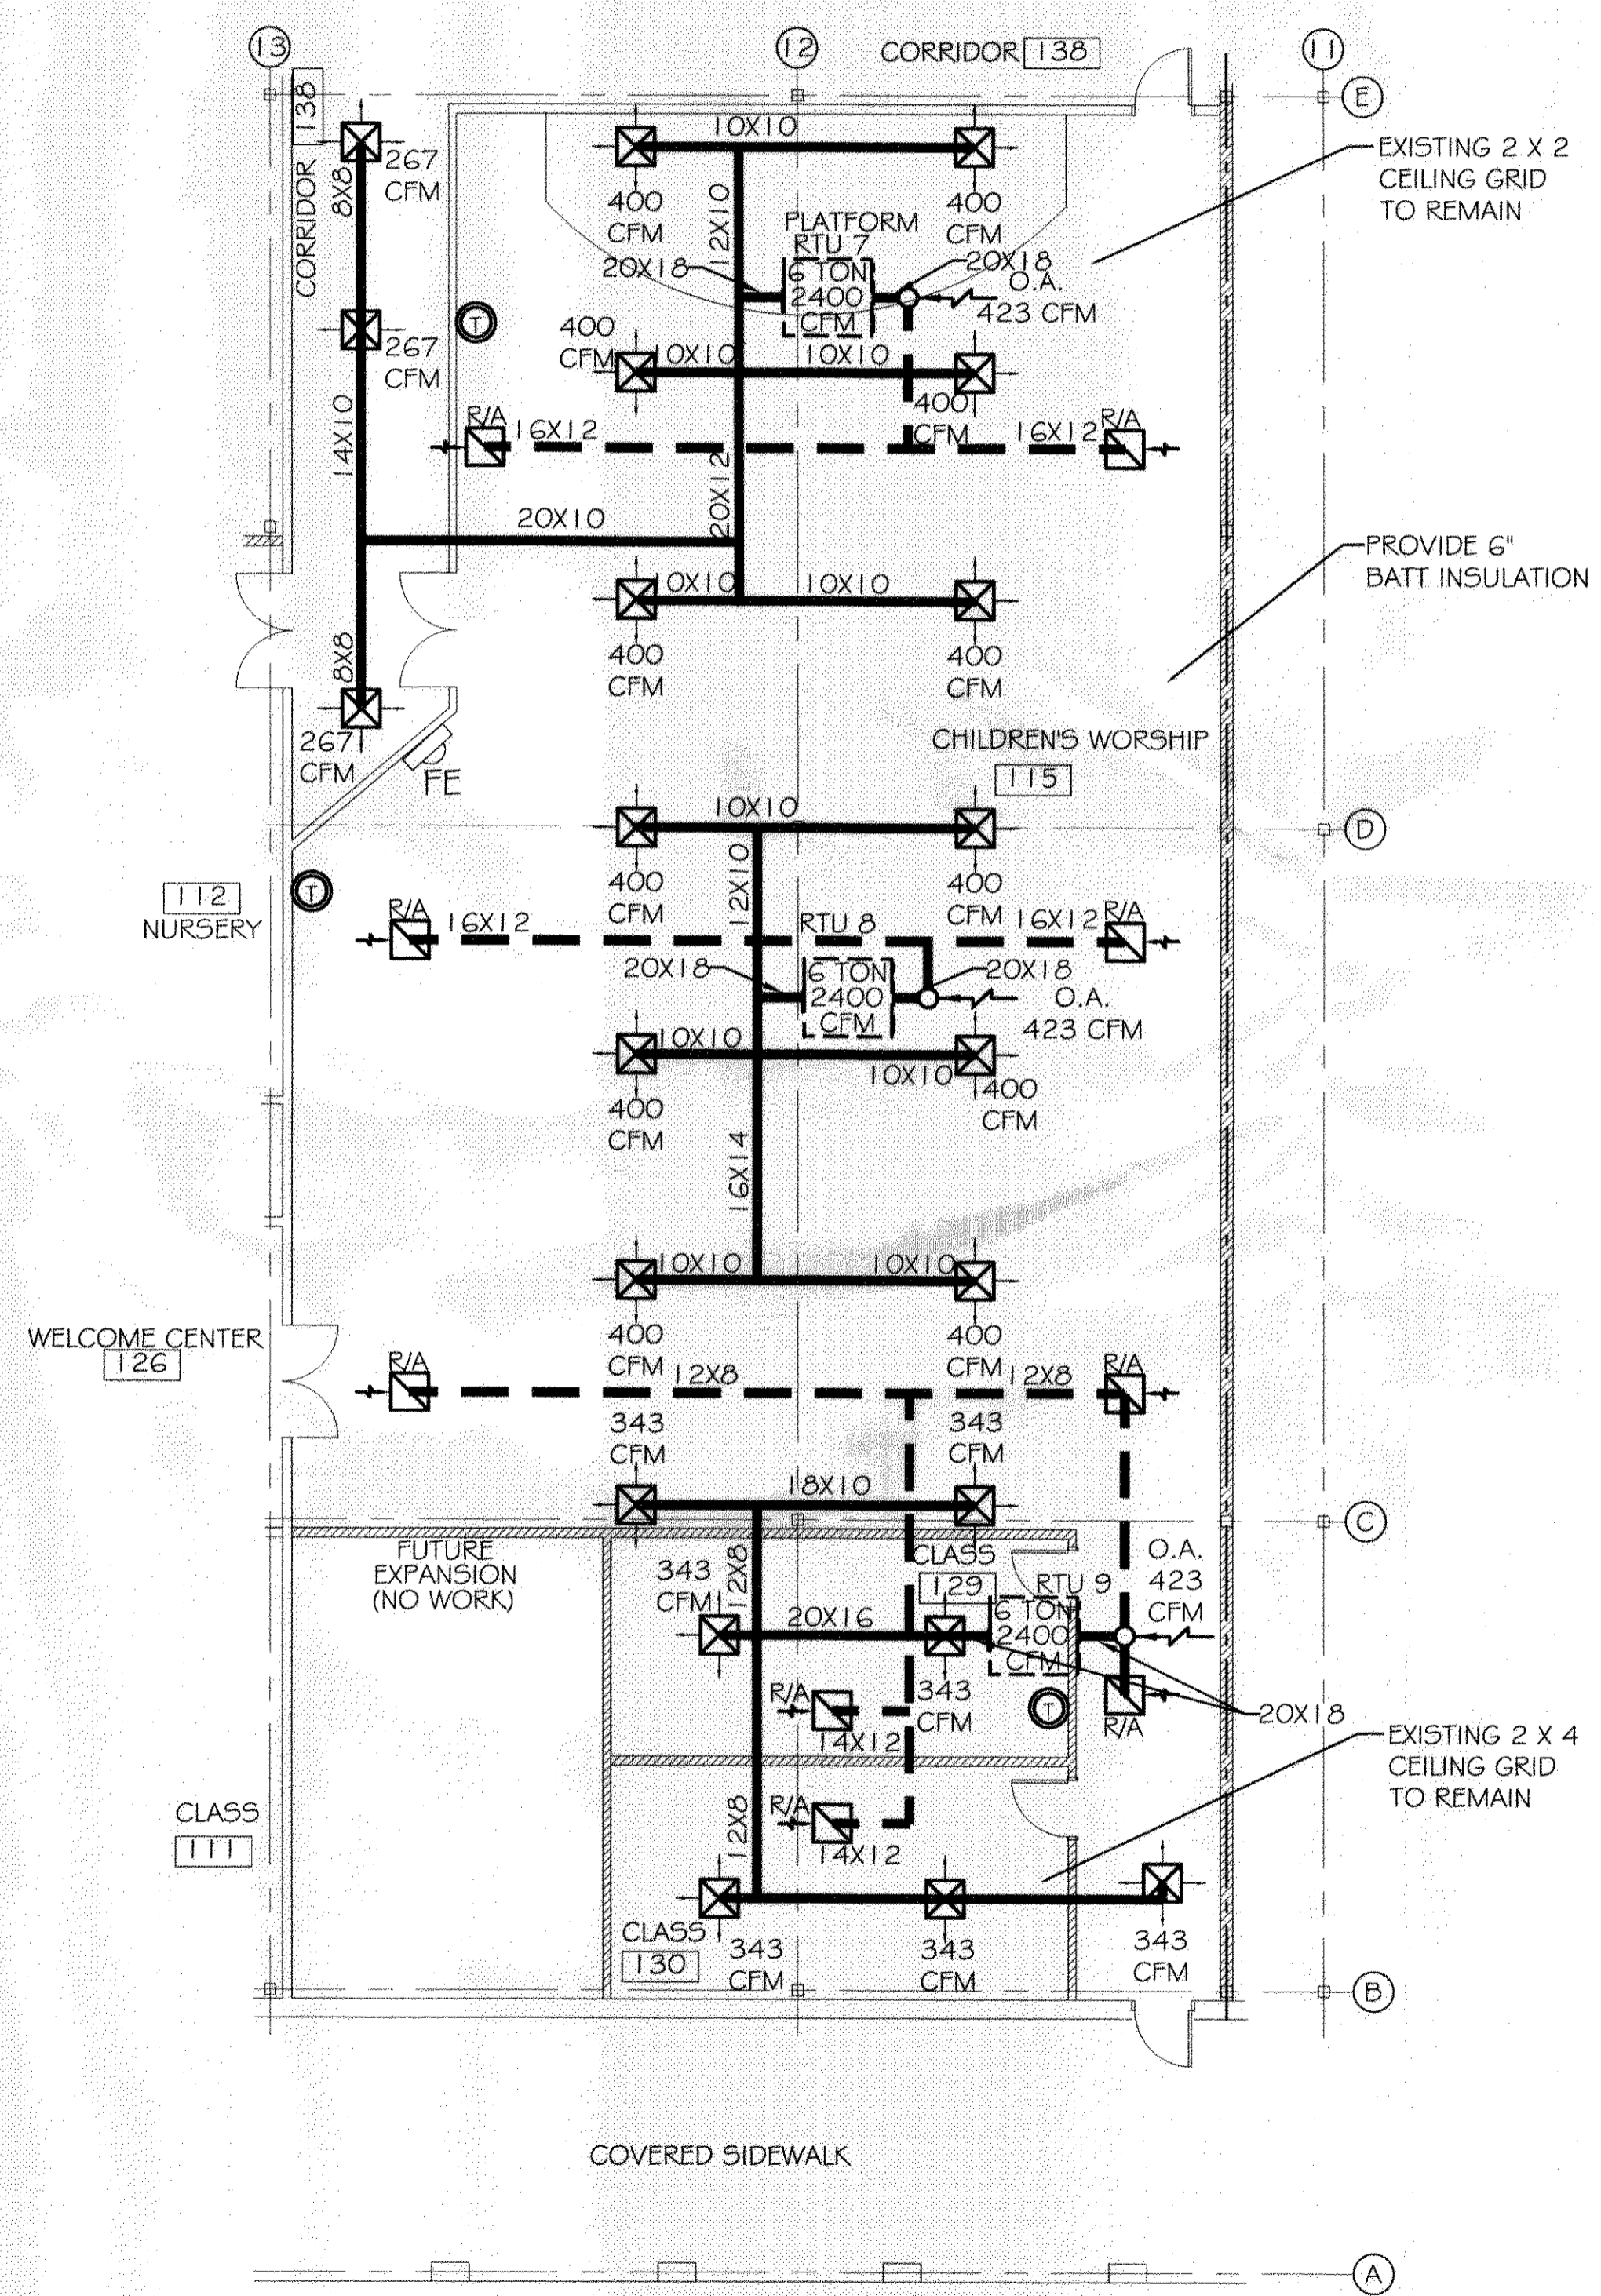 13
12
CORRIDOR 138
11
E
138
CORRIDOR
8X8
267
CFM
10X10
EXISTING 2 X 2
CEILING GRID
TO REMAIN
400
CFM
12X10
400
CFM
PLATFORM
RTU 7
20X18
6 TON
2400
CFM
20X18
O.A.
423 CFM
T
267
CFM
400
CFM
10X10
10X10
400
CFM
14X10
R/A
16X12
16X12
R/A
20X12
20X10
PROVIDE 6"
BATT INSULATION
10X10
10X10
8X8
400
CFM
400
CFM
267
CFM
FE
CHILDREN'S WORSHIP
115
10X10
D
12X10
400
CFM
400
CFM
T
112
NURSERY
R/A
16X12
RTU 8
16X12
R/A
20X18
6 TON
2400
CFM
20X18
O.A.
423 CFM
10X10
10X10
400
CFM
400
CFM
16X14
10X10
10X10
WELCOME CENTER
126
400
CFM
400
CFM
R/A
12X8
12X8
R/A
343
CFM
343
CFM
18X10
C
FUTURE
EXPANSION
(NO WORK)
343
CFM
12X8
CLASS
129
RTU 9
O.A.
423
CFM
20X16
6 TON
2400
CFM
R/A
14X12
343
CFM
T
R/A
20X18
EXISTING 2 X 4
CEILING GRID
TO REMAIN
CLASS
111
12X8
R/A
14X12
CLASS
130
343
CFM
343
CFM
343
CFM
B
COVERED SIDEWALK
A